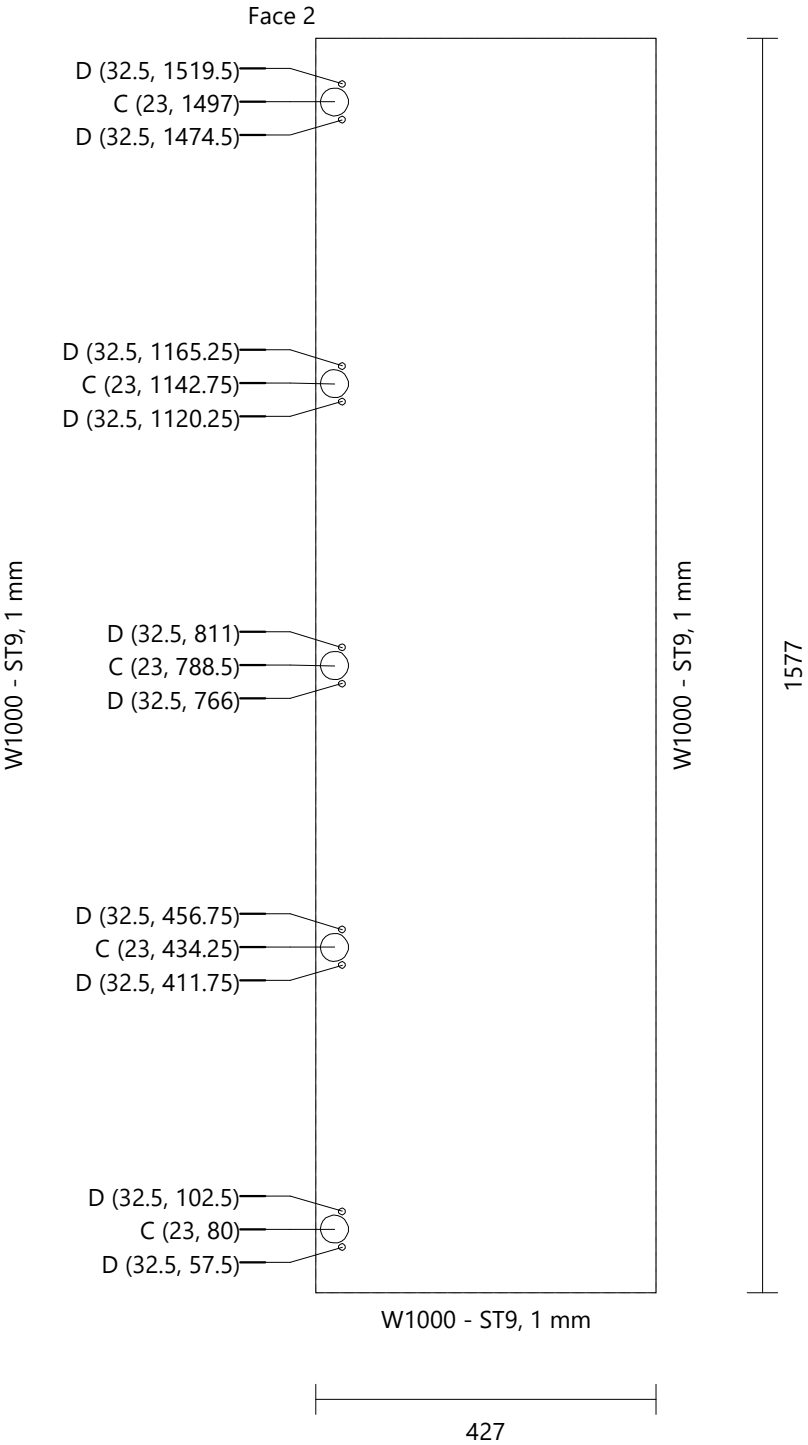 Face 2
D (32.5, 1519.5)
C (23, 1497)
D (32.5, 1474.5)
D (32.5, 1165.25)
C (23, 1142.75)
D (32.5, 1120.25)
W1000 - ST9, 1 mm
W1000 - ST9, 1 mm
1577
D (32.5, 811)
C (23, 788.5)
D (32.5, 766)
D (32.5, 456.75)
C (23, 434.25)
D (32.5, 411.75)
D (32.5, 102.5)
C (23, 80)
D (32.5, 57.5)
W1000 - ST9, 1 mm
427